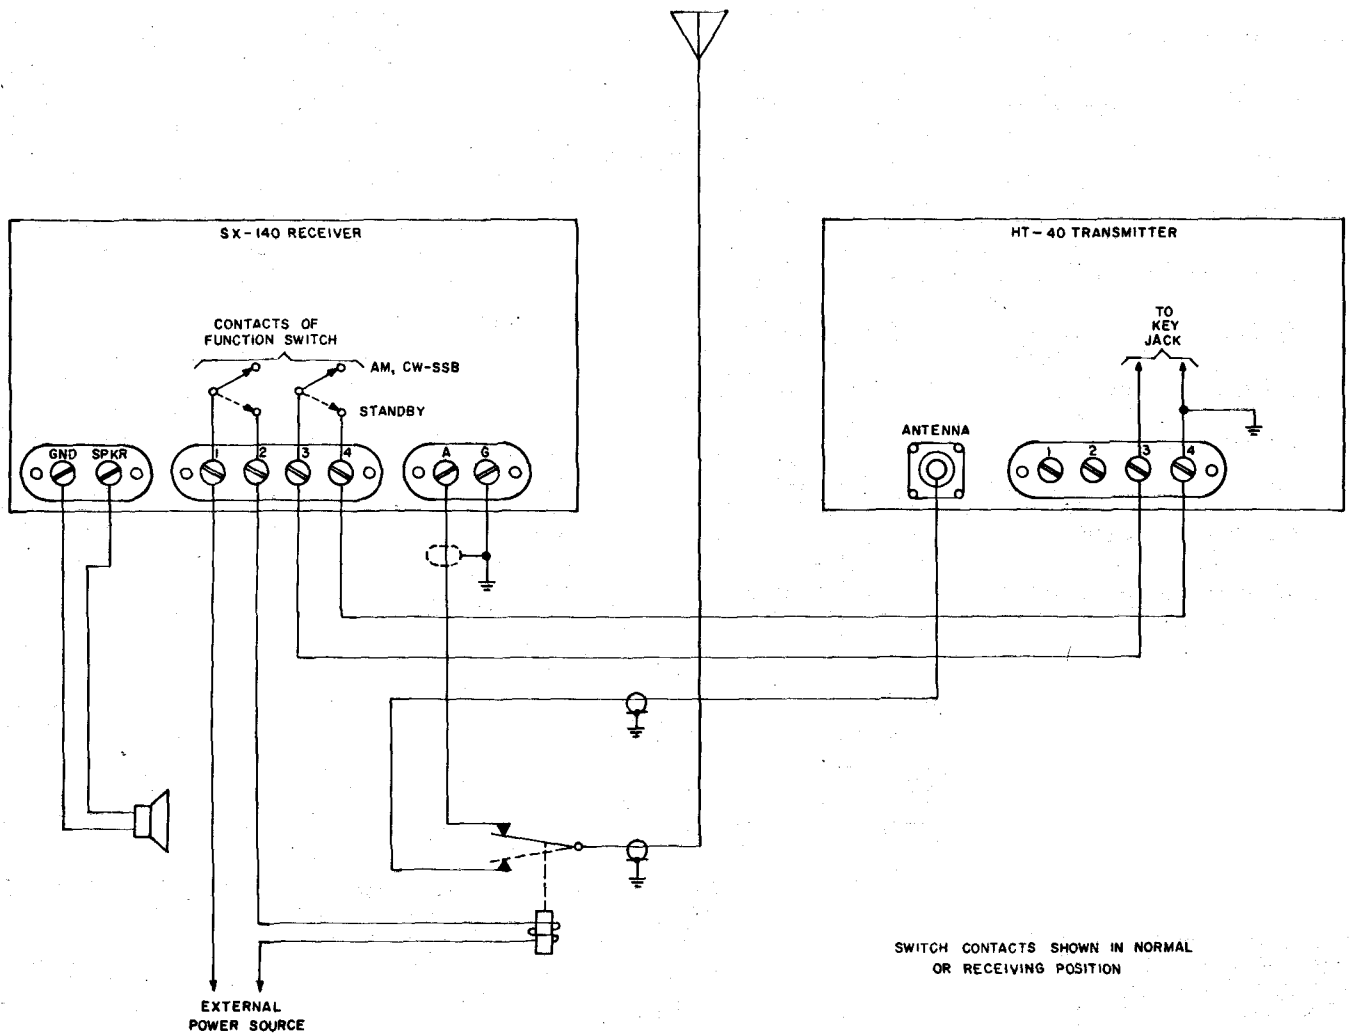 SX-140 RECEIVER
CONTACTS OF
FUNCTION SWITCH
AM, CW-SSB
STANDBY
GND SPKR 1 2 3 4 A G
HT-40 TRANSMITTER
TO
KEY
JACK
ANTENNA
1 2 3 4
EXTERNAL
POWER SOURCE
SWITCH CONTACTS SHOWN IN NORMAL
OR RECEIVING POSITION